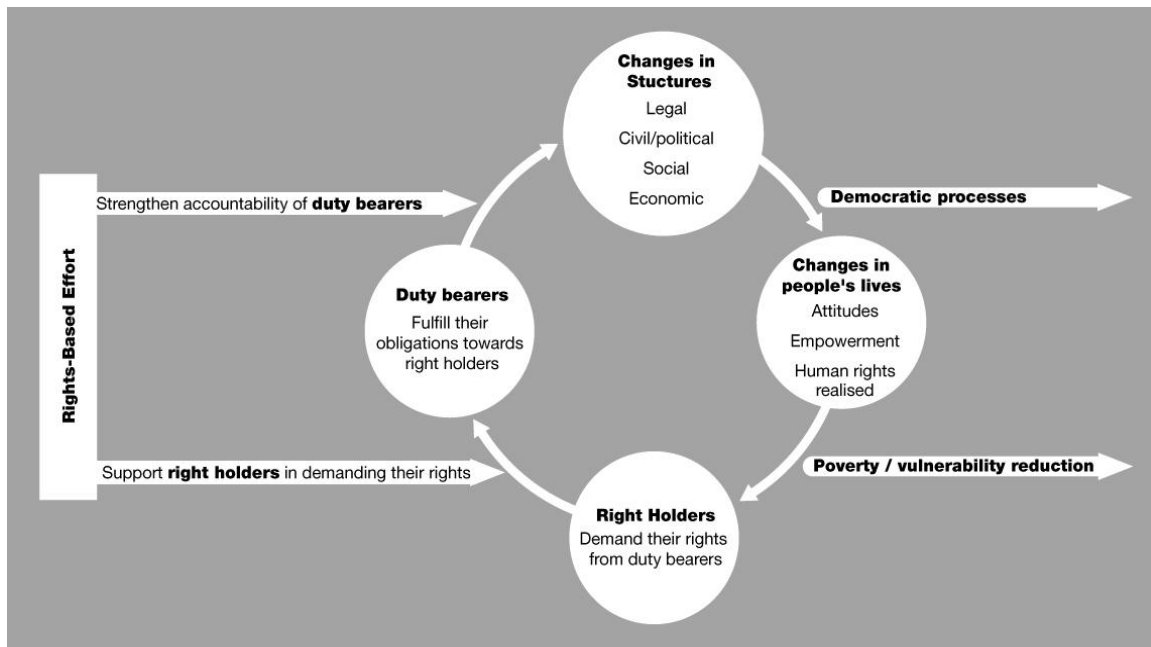 Changes in
Stuctures
Legal
Civil/political
Social
Economic
Strengthen accountability of duty bearers
Democratic processes
Rights-Based Effort
Duty bearers
Fulfill their
obligations towards
right holders
Changes in
people's lives
Attitudes
Empowerment
Human rights
realised
Support right holders in demanding their rights
Poverty / vulnerability reduction
Right Holders
Demand their rights
from duty bearers